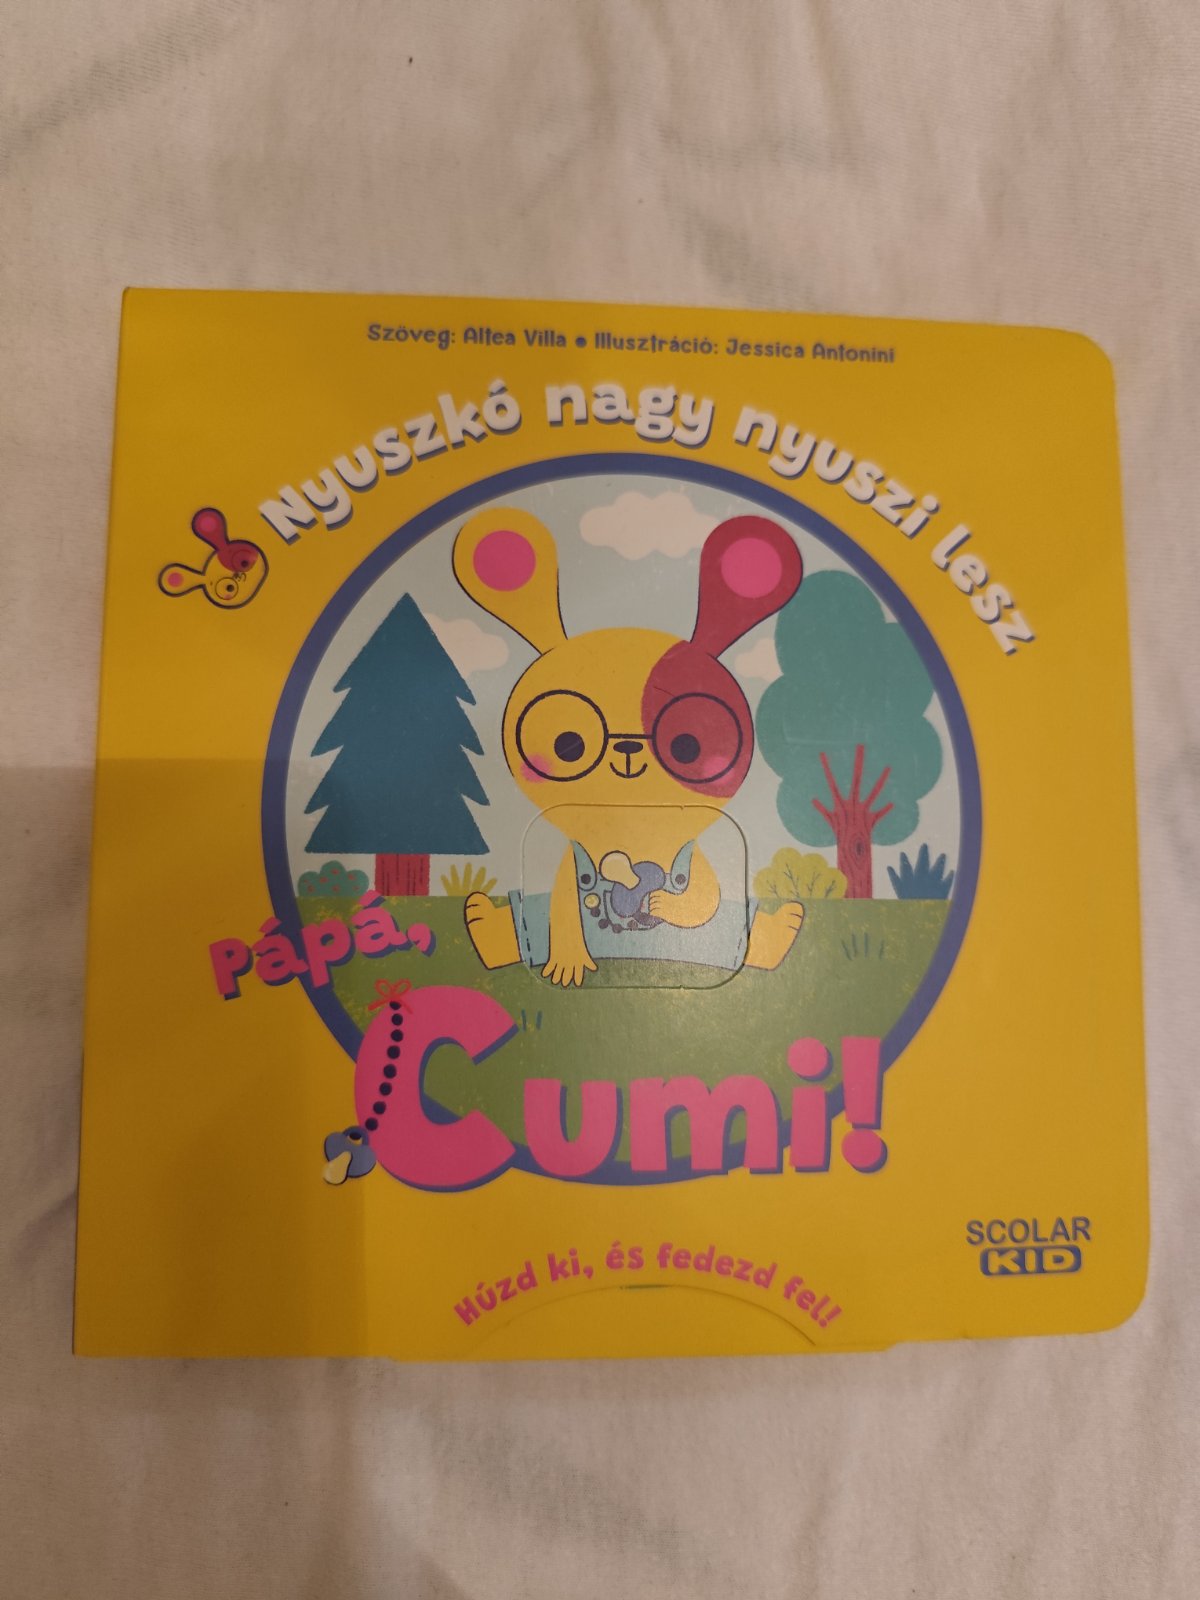 Szöveg: Altea Villa • Illusztráció: Jessica Antonini
Nyuszkó nagy nyuszi lesz
Pápá,
Cumi!
Húzd ki, és fedezd fel!
SCOLAR
KID